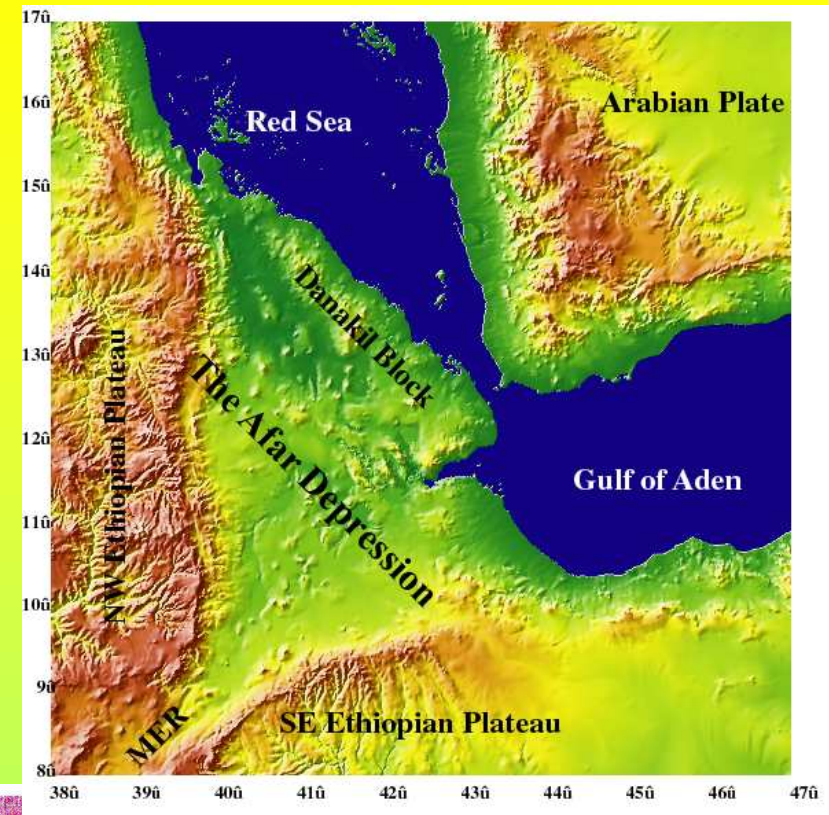 17û
16û
15û
14û
13û
12û
11û
10û
9û
8û
38û 39û 40û 41û 42û 43û 44û 45û 46û 47û
Red Sea
Arabian Plate
Danakil Block
NW Ethiopian Plateau
The Afar Depression
Gulf of Aden
MER
SE Ethiopian Plateau